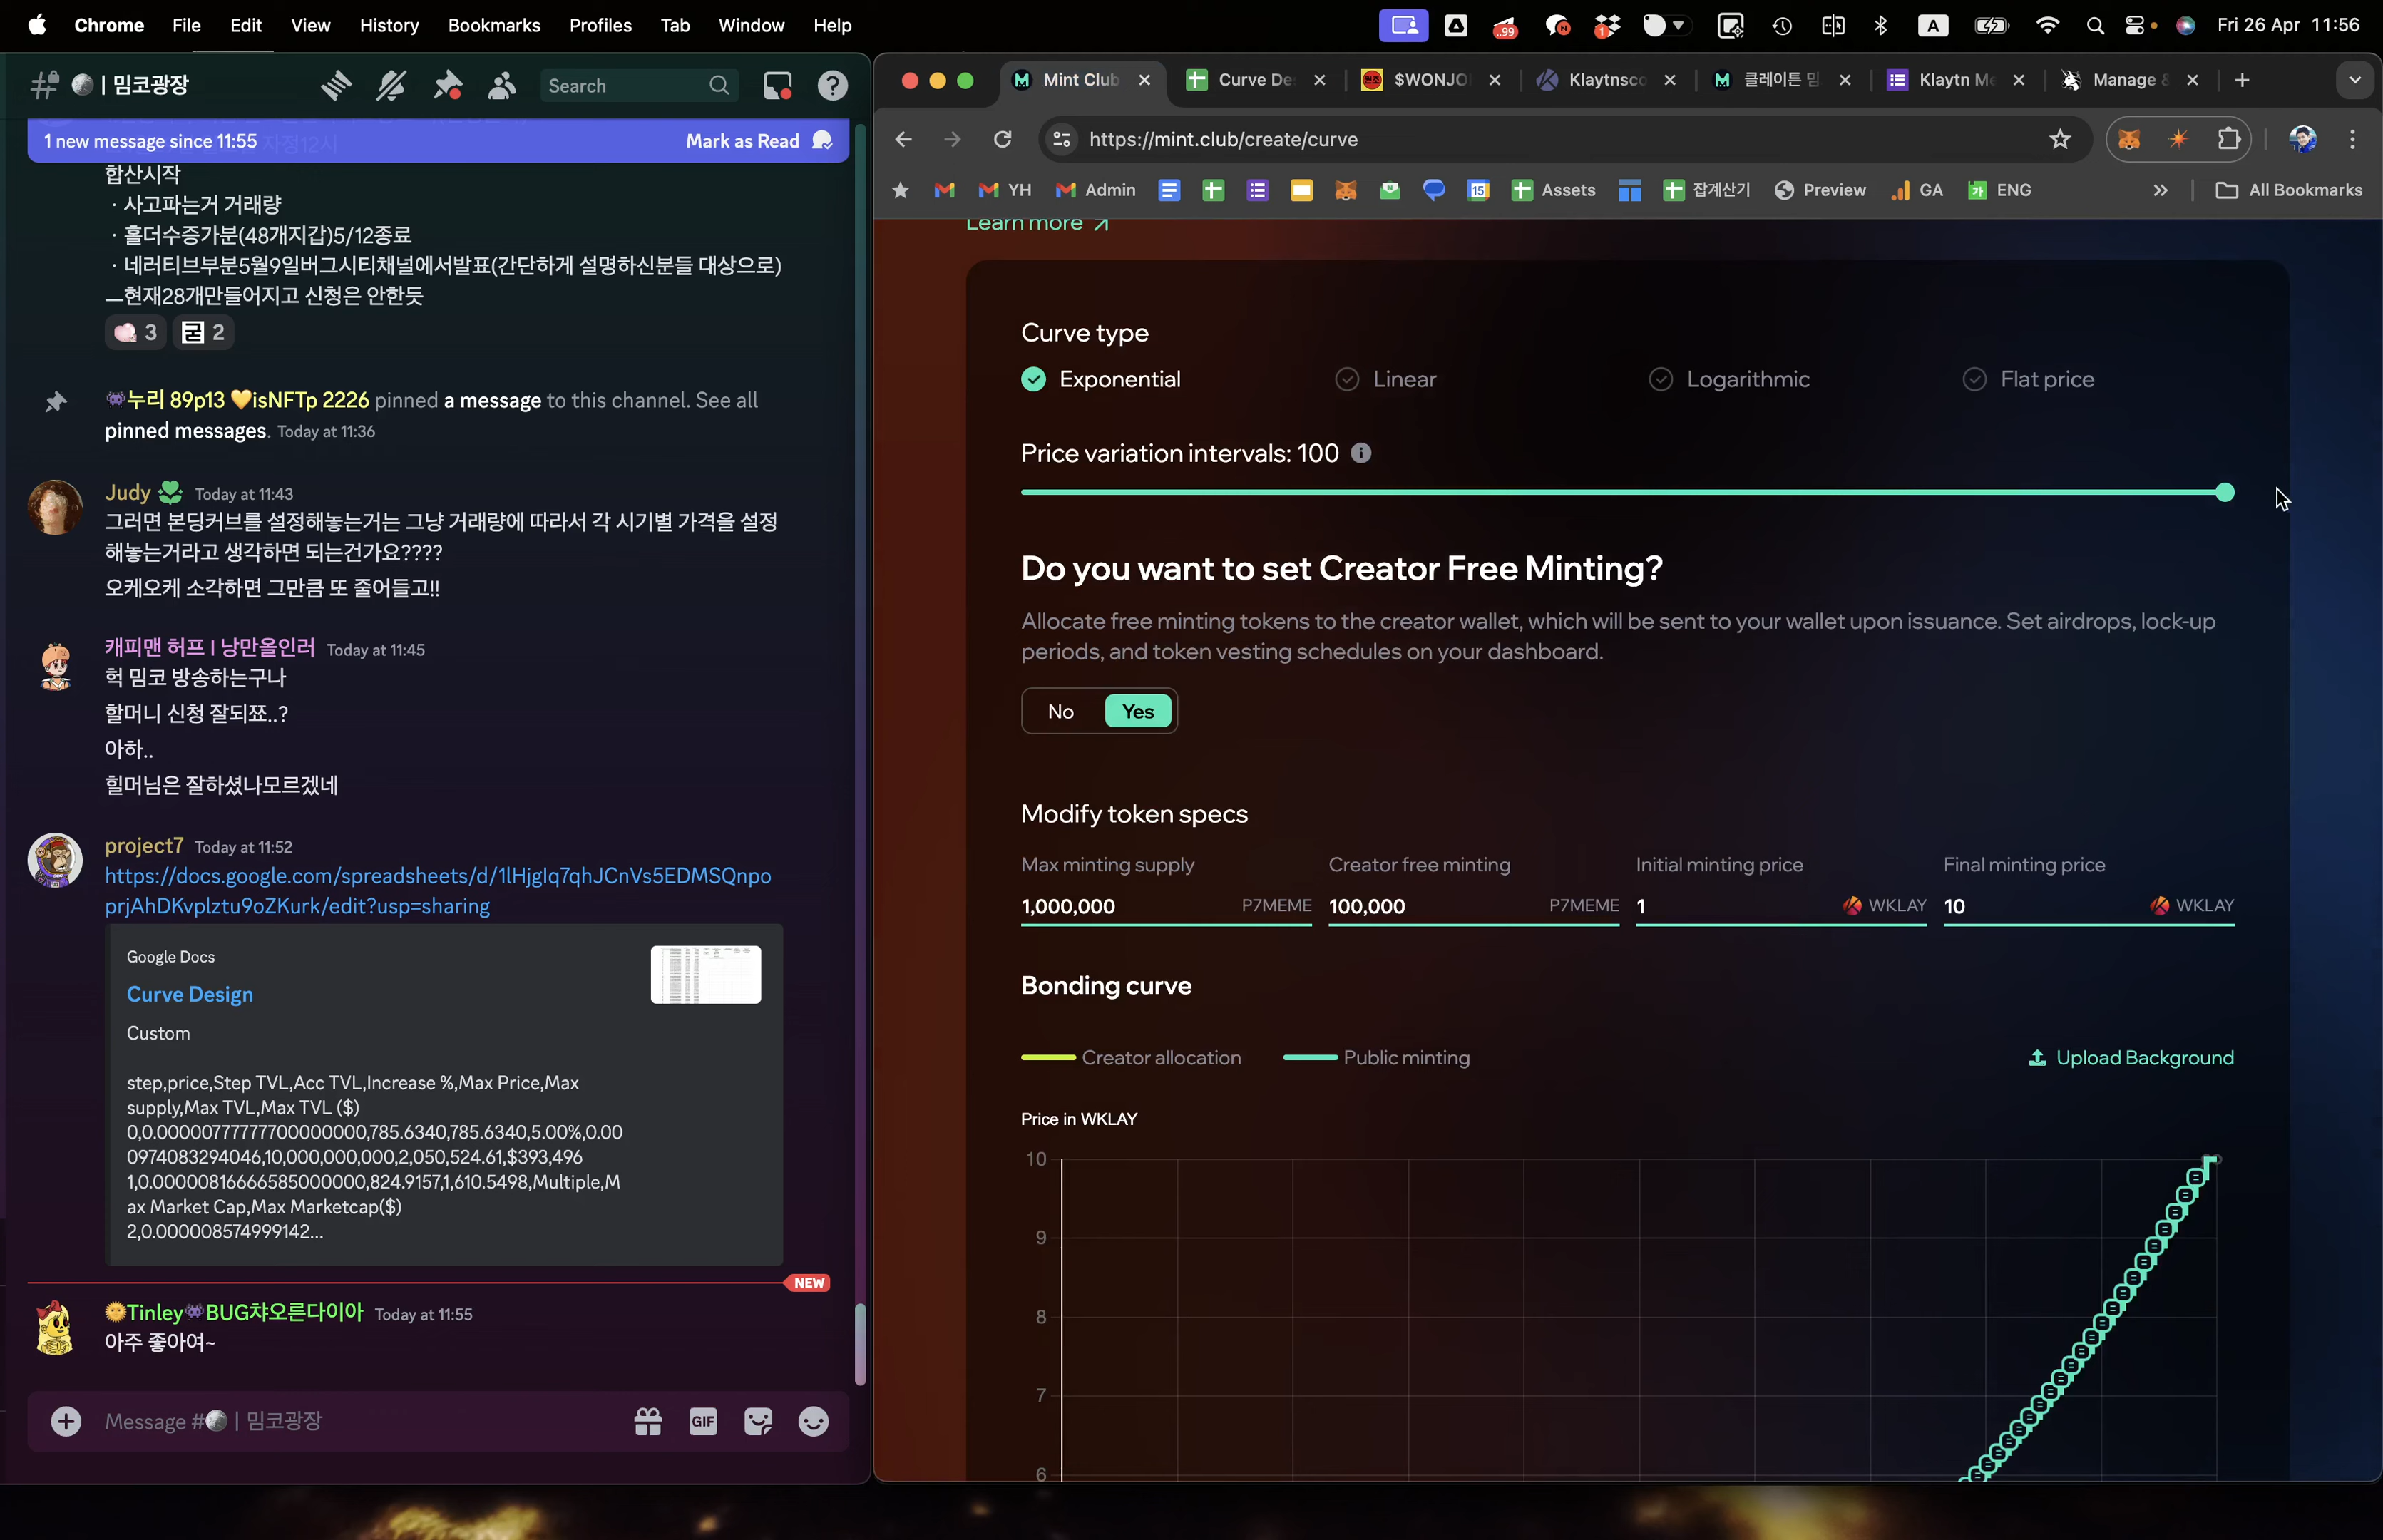 Chrome File Edit View History Bookmarks Profiles Tab Window Help
..99
N
1
A
Fri 26 Apr 11:56
| 밈코광장
Search
1 new message since 11:55
Mark as Read
합산시작
· 사고파는거 거래량
· 홀더수증가분(48개지갑)5/12종료
· 네러티브부분5월9일버그시티채널에서발표(간단하게 설명하신분들 대상으로)
ㅡ현재28개만들어지고 신청은 안한듯
3
굳 2
누리 89p13 💛isNFTp 2226 pinned a message to this channel. See all
pinned messages. Today at 11:36
Judy Today at 11:43
그러면 본딩커브를 설정해놓는거는 그냥 거래량에 따라서 각 시기별 가격을 설정
해놓는거라고 생각하면 되는건가요????
오케오케 소각하면 그만큼 또 줄어들고!!
캐피맨 허프 | 낭만올인러 Today at 11:45
헉 밈코 방송하는구나
할머니 신청 잘되쬬..?
아하..
힐머님은 잘하셨나모르겠네
project7 Today at 11:52
https://docs.google.com/spreadsheets/d/1lHjglq7qhJCnVs5EDMSQnpo
prjAhDKvplztu9oZKurk/edit?usp=sharing
Google Docs
Curve Design
Custom
step,price,Step TVL,Acc TVL,Increase %,Max Price,Max
supply,Max TVL,Max TVL ($)
0,0.00000777777700000000,785.6340,785.6340,5.00%,0.00
0974083294046,10,000,000,000,2,050,524.61,$393,496
1,0.00000816666585000000,824.9157,1,610.5498,Multiple,M
ax Market Cap,Max Marketcap($)
2,0.000008574999142...
NEW
🌞Tinley👾BUG챠오른다이아 Today at 11:55
아주 좋아여~
Message #🌑 | 밈코광장
GIF
Mint Club
Curve De
$WONJO
Klaytnsco
클레이튼 밈
Klaytn Me
Manage &
https://mint.club/create/curve
YH
Admin
15
Assets
잡계산기
Preview
GA
ENG
All Bookmarks
Learn more
Curve type
Exponential
Linear
Logarithmic
Flat price
Price variation intervals: 100
Do you want to set Creator Free Minting?
Allocate free minting tokens to the creator wallet, which will be sent to your wallet upon issuance. Set airdrops, lock-up
periods, and token vesting schedules on your dashboard.
No
Yes
Modify token specs
Max minting supply
Creator free minting
Initial minting price
Final minting price
1,000,000 P7MEME
100,000 P7MEME
1 WKLAY
10 WKLAY
Bonding curve
Creator allocation
Public minting
Upload Background
Price in WKLAY
10
9
8
7
6